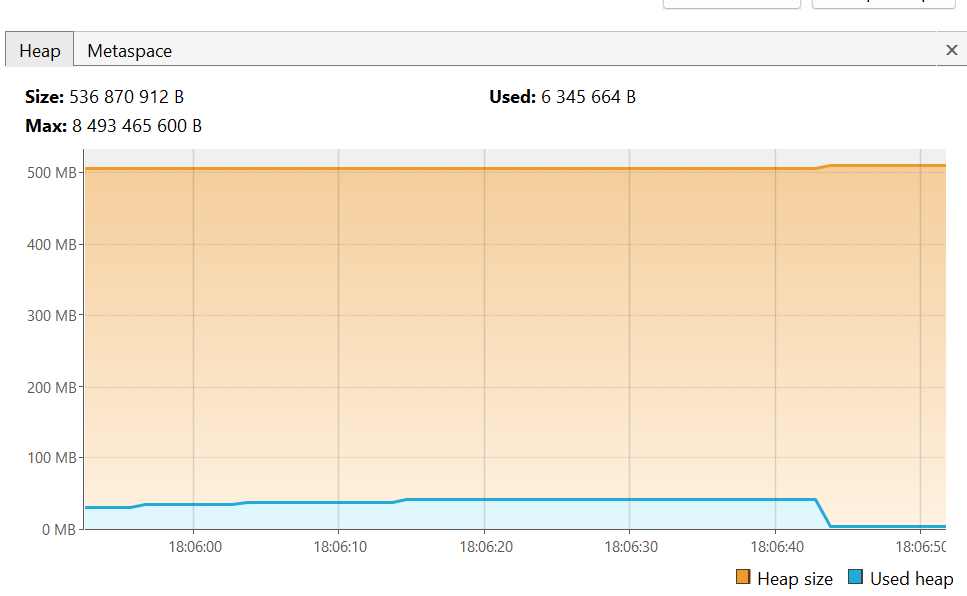 Heap Metaspace ×
Size: 536 870 912 B Used: 6 345 664 B
Max: 8 493 465 600 B
500 MB
400 MB
300 MB
200 MB
100 MB
0 MB
18:06:00 18:06:10 18:06:20 18:06:30 18:06:40 18:06:50
Heap size Used heap